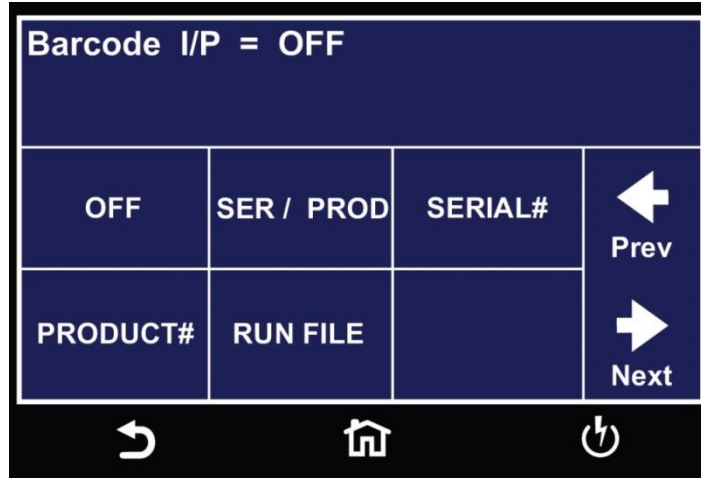 Barcode I/P = OFF
OFF
SER / PROD
SERIAL#
Prev
PRODUCT#
RUN FILE
Next